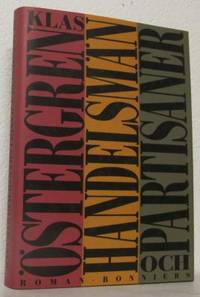 KLAS
ÖSTERGREN
HANDELSMÄN
OCH
PARTISANER
ROMAN · BONNIERS